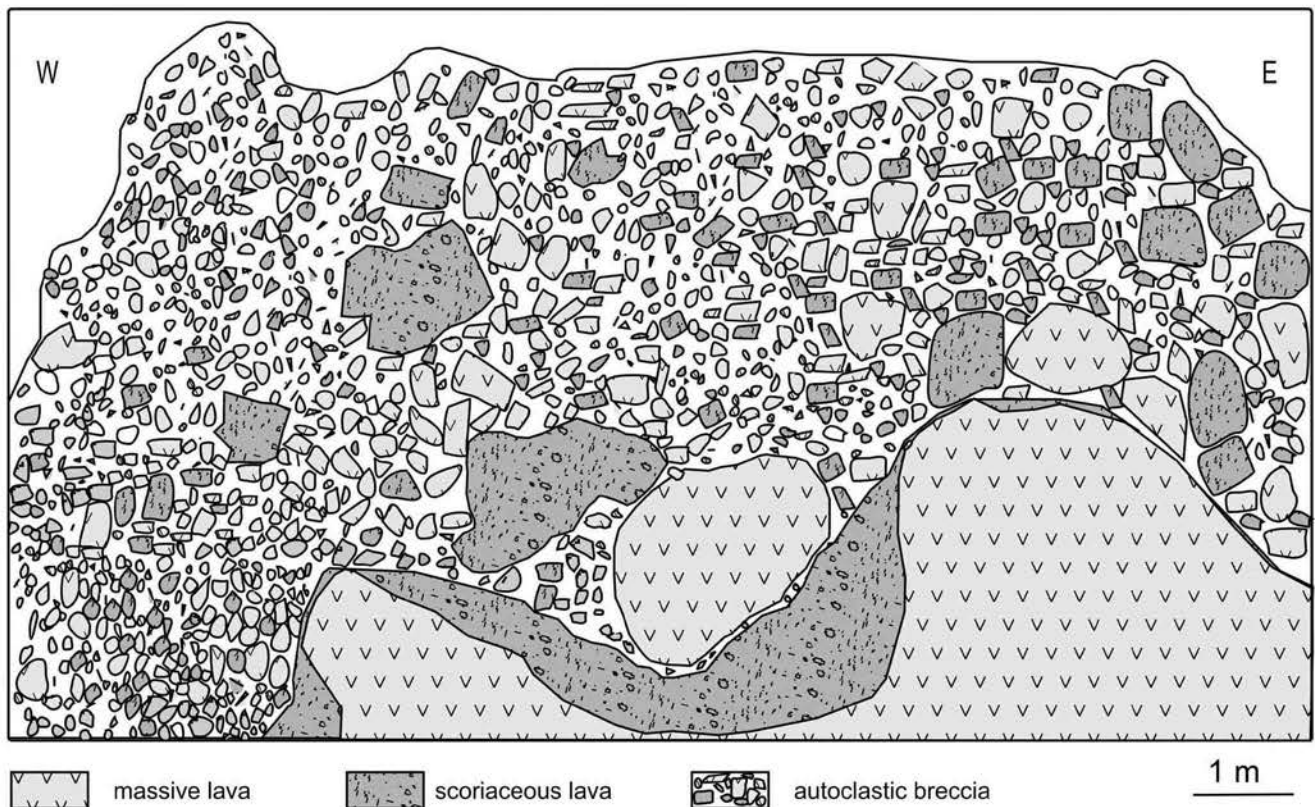 W
E
massive lava
scoriaceous lava
autoclastic breccia
1 m